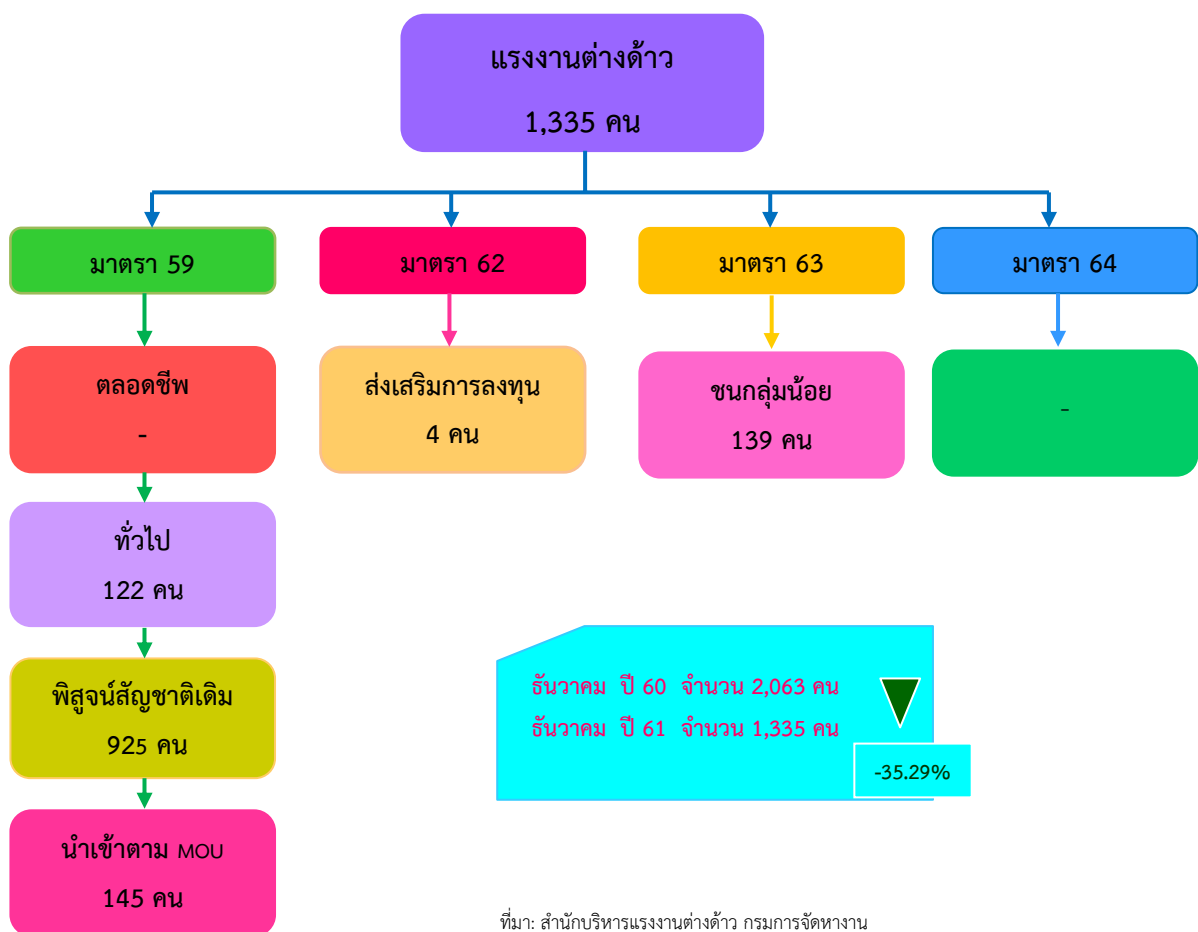 แรงงานต่างด้าว
1,335 คน
มาตรา 59
มาตรา 62
มาตรา 63
มาตรา 64
ตลอดชีพ
-
ส่งเสริมการลงทุน
4 คน
ชนกลุ่มน้อย
139 คน
-
ทั่วไป
122 คน
พิสูจน์สัญชาติเดิม
925 คน
นำเข้าตาม MOU
145 คน
ธันวาคม ปี 60 จำนวน 2,063 คน
ธันวาคม ปี 61 จำนวน 1,335 คน
-35.29%
ที่มา: สำนักบริหารแรงงานต่างด้าว กรมการจัดหางาน